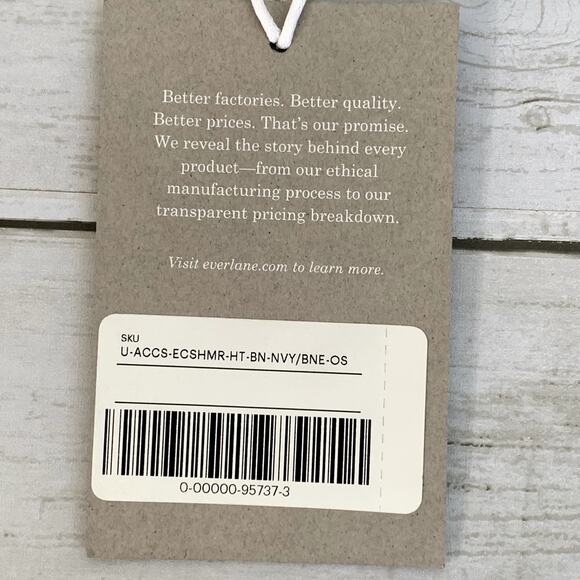 Better factories. Better quality.
Better prices. That's our promise.
We reveal the story behind every
product—from our ethical
manufacturing process to our
transparent pricing breakdown.
Visit everlane.com to learn more.
SKU
U-ACCS-ECSHMR-HT-BN-NVY/BNE-OS
0-00000-95737-3